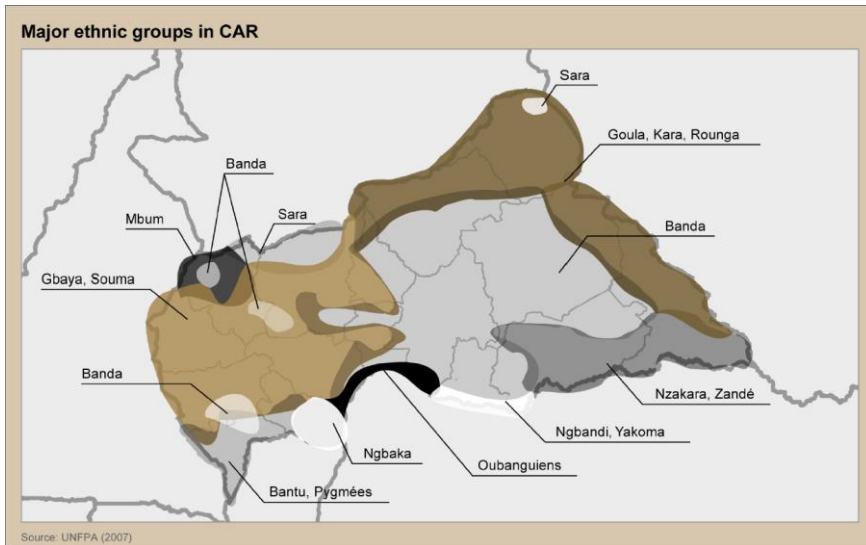 Major ethnic groups in CAR
Sara
Goula, Kara, Rounga
Banda
Mbum
Sara
Banda
Gbaya, Souma
Banda
Nzakara, Zandé
Ngbandi, Yakoma
Ngbaka
Oubanguiens
Bantu, Pygmées
Source: UNFPA (2007)